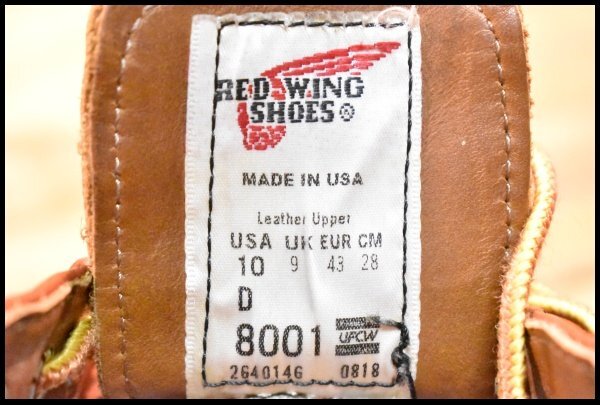 RED WING
SHOES ®
MADE IN USA
Leather Upper
USA UK EUR CM
10 9 43 28
D
8001 UFCW
2640146 0818